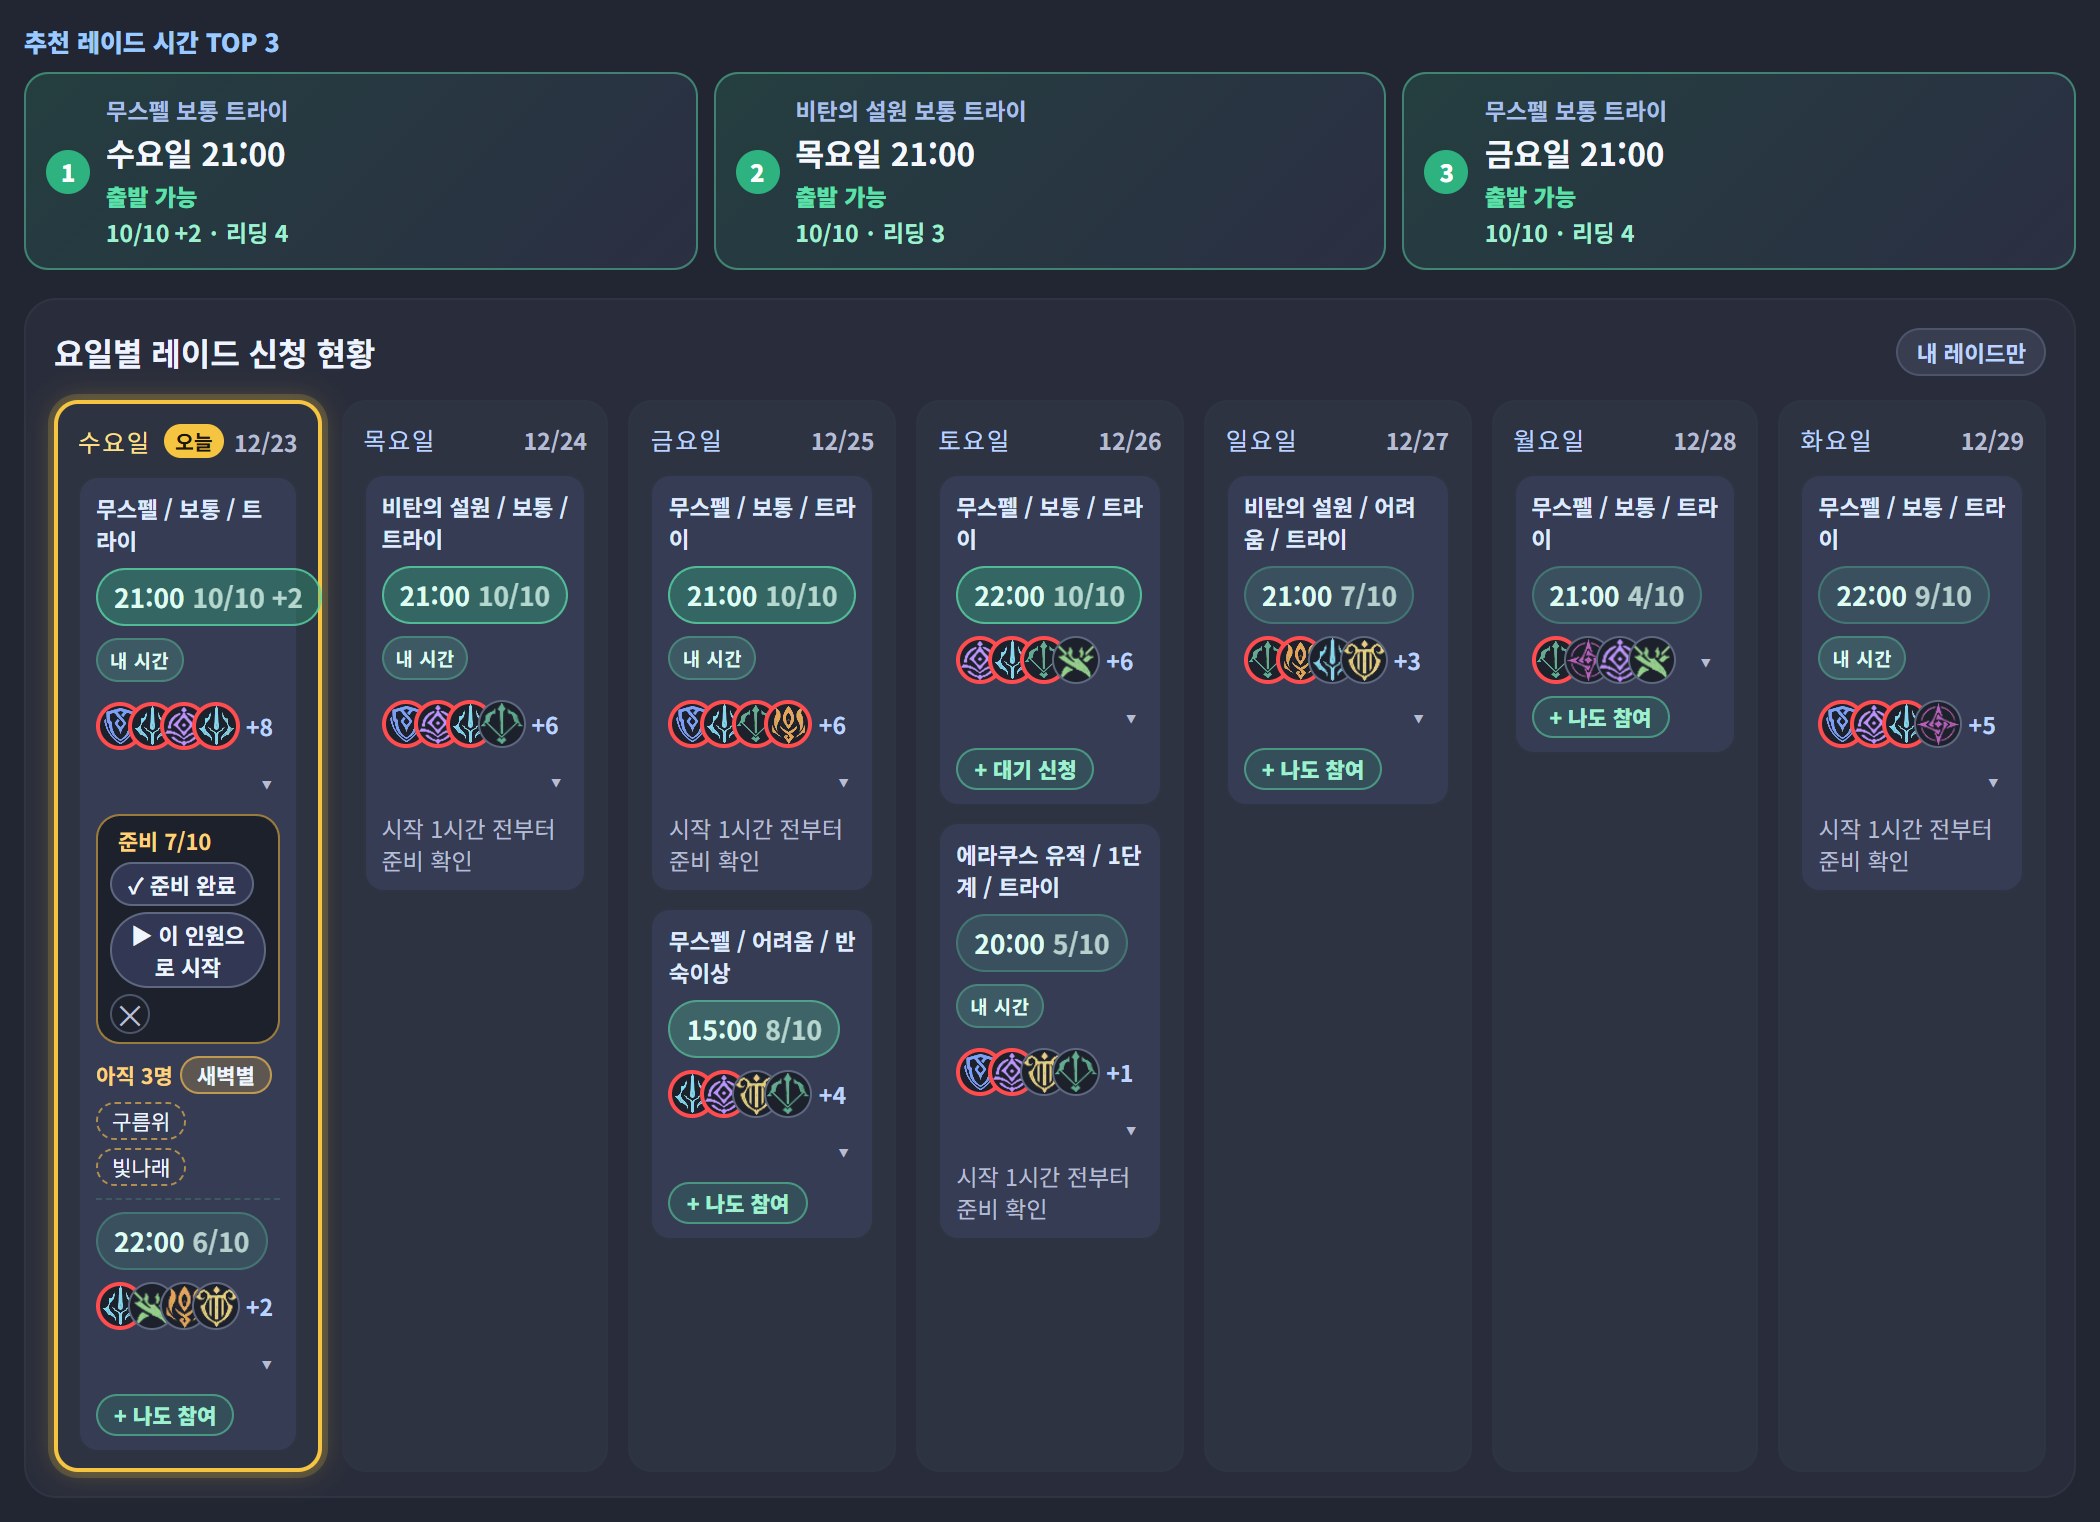 추천 레이드 시간 TOP 3
1
무스펠 보통 트라이
수요일 21:00
출발 가능
10/10 +2 · 리딩 4
2
비탄의 설원 보통 트라이
목요일 21:00
출발 가능
10/10 · 리딩 3
3
무스펠 보통 트라이
금요일 21:00
출발 가능
10/10 · 리딩 4
요일별 레이드 신청 현황
내 레이드만
수요일 오늘 12/23
무스펠 / 보통 / 트
라이
21:00 10/10 +2
내 시간
+8
▼
준비 7/10
✓ 준비 완료
▶ 이 인원으
로 시작
아직 3명 새벽별
구름위
빛나래
22:00 6/10
+2
▼
+ 나도 참여
목요일 12/24
비탄의 설원 / 보통 /
트라이
21:00 10/10
내 시간
+6
▼
시작 1시간 전부터
준비 확인
금요일 12/25
무스펠 / 보통 / 트라
이
21:00 10/10
내 시간
+6
▼
시작 1시간 전부터
준비 확인
무스펠 / 어려움 / 반
숙이상
15:00 8/10
+4
▼
+ 나도 참여
토요일 12/26
무스펠 / 보통 / 트라
이
22:00 10/10
+6
▼
+ 대기 신청
에라쿠스 유적 / 1단
계 / 트라이
20:00 5/10
내 시간
+1
▼
시작 1시간 전부터
준비 확인
일요일 12/27
비탄의 설원 / 어려
움 / 트라이
21:00 7/10
+3
▼
+ 나도 참여
월요일 12/28
무스펠 / 보통 / 트라
이
21:00 4/10
▼
+ 나도 참여
화요일 12/29
무스펠 / 보통 / 트라
이
22:00 9/10
내 시간
+5
▼
시작 1시간 전부터
준비 확인